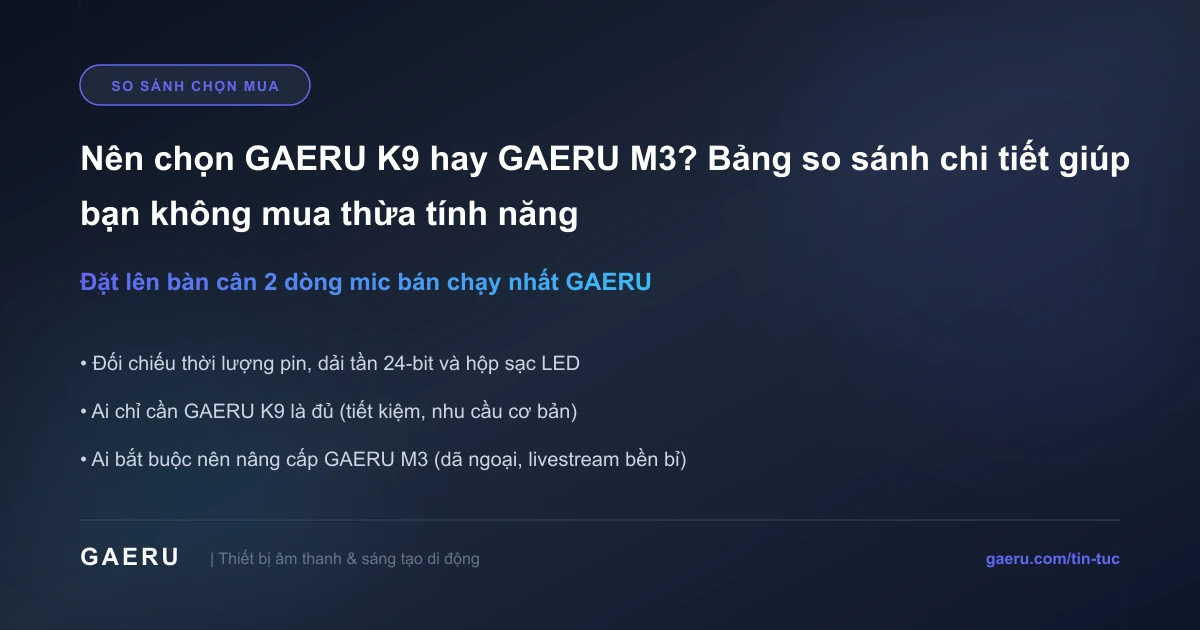 SO SÁNH CHỌN MUA
Nên chọn GAERU K9 hay GAERU M3? Bảng so sánh chi tiết giúp
bạn không mua thừa tính năng
Đặt lên bàn cân 2 dòng mic bán chạy nhất GAERU
• Đối chiếu thời lượng pin, dải tần 24-bit và hộp sạc LED
• Ai chỉ cần GAERU K9 là đủ (tiết kiệm, nhu cầu cơ bản)
• Ai bắt buộc nên nâng cấp GAERU M3 (dã ngoại, livestream bền bỉ)
GAERU | Thiết bị âm thanh & sáng tạo di động
gaeru.com/tin-tuc